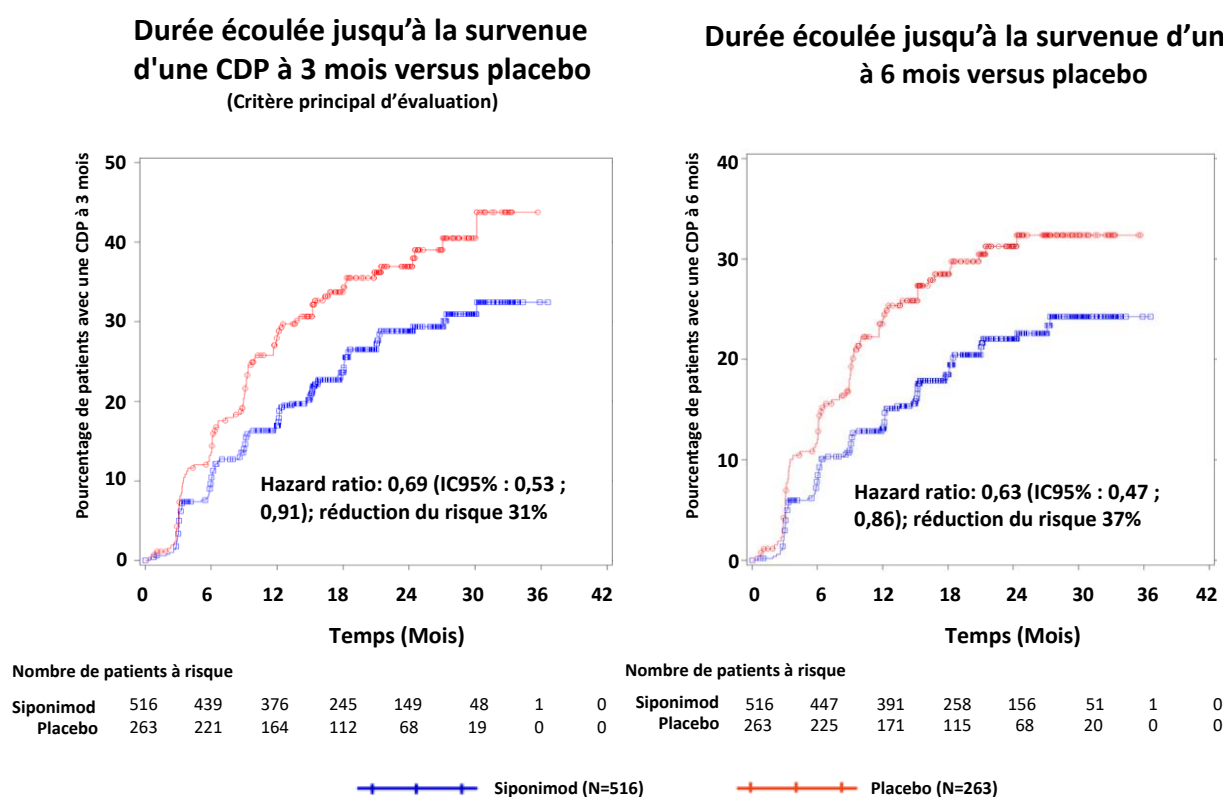 Durée écoulée jusqu’à la survenue
d'une CDP à 3 mois versus placebo
(Critère principal d’évaluation)
Pourcentage de patients avec une CDP à 3 mois
50
40
30
20
10
0
Hazard ratio: 0,69 (IC95% : 0,53 ;
0,91); réduction du risque 31%
0 6 12 18 24 30 36 42
Temps (Mois)
Nombre de patients à risque
Siponimod 516 439 376 245 149 48 1 0
Placebo 263 221 164 112 68 19 0 0
Durée écoulée jusqu’à la survenue d’un
à 6 mois versus placebo
Pourcentage de patients avec une CDP à 6 mois
40
30
20
10
0
Hazard ratio: 0,63 (IC95% : 0,47 ;
0,86); réduction du risque 37%
0 6 12 18 24 30 36 42
Temps (Mois)
Nombre de patients à risque
Siponimod 516 447 391 258 156 51 1 0
Placebo 263 225 171 115 68 20 0 0
Siponimod (N=516)
Placebo (N=263)